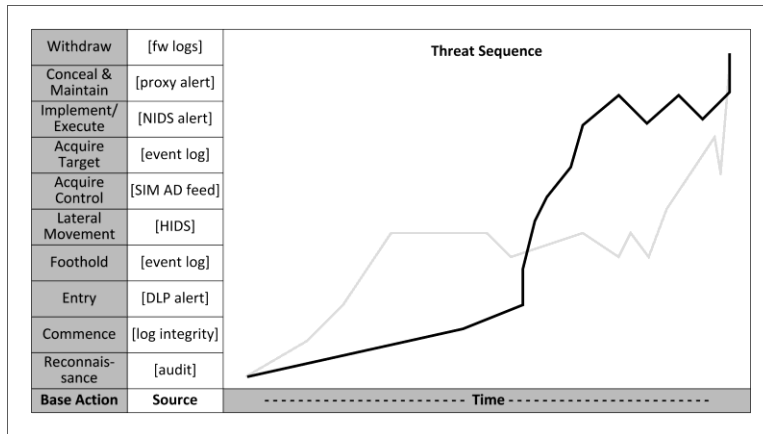 Withdraw [fw logs]
Threat Sequence
Conceal &
Maintain
[proxy alert]
Implement/
Execute
[NIDS alert]
Acquire
Target
[event log]
Acquire
Control
[SIM AD feed]
Lateral
Movement
[HIDS]
Foothold [event log]
Entry [DLP alert]
Commence [log integrity]
Reconnais-
sance
[audit]
Base Action Source Time